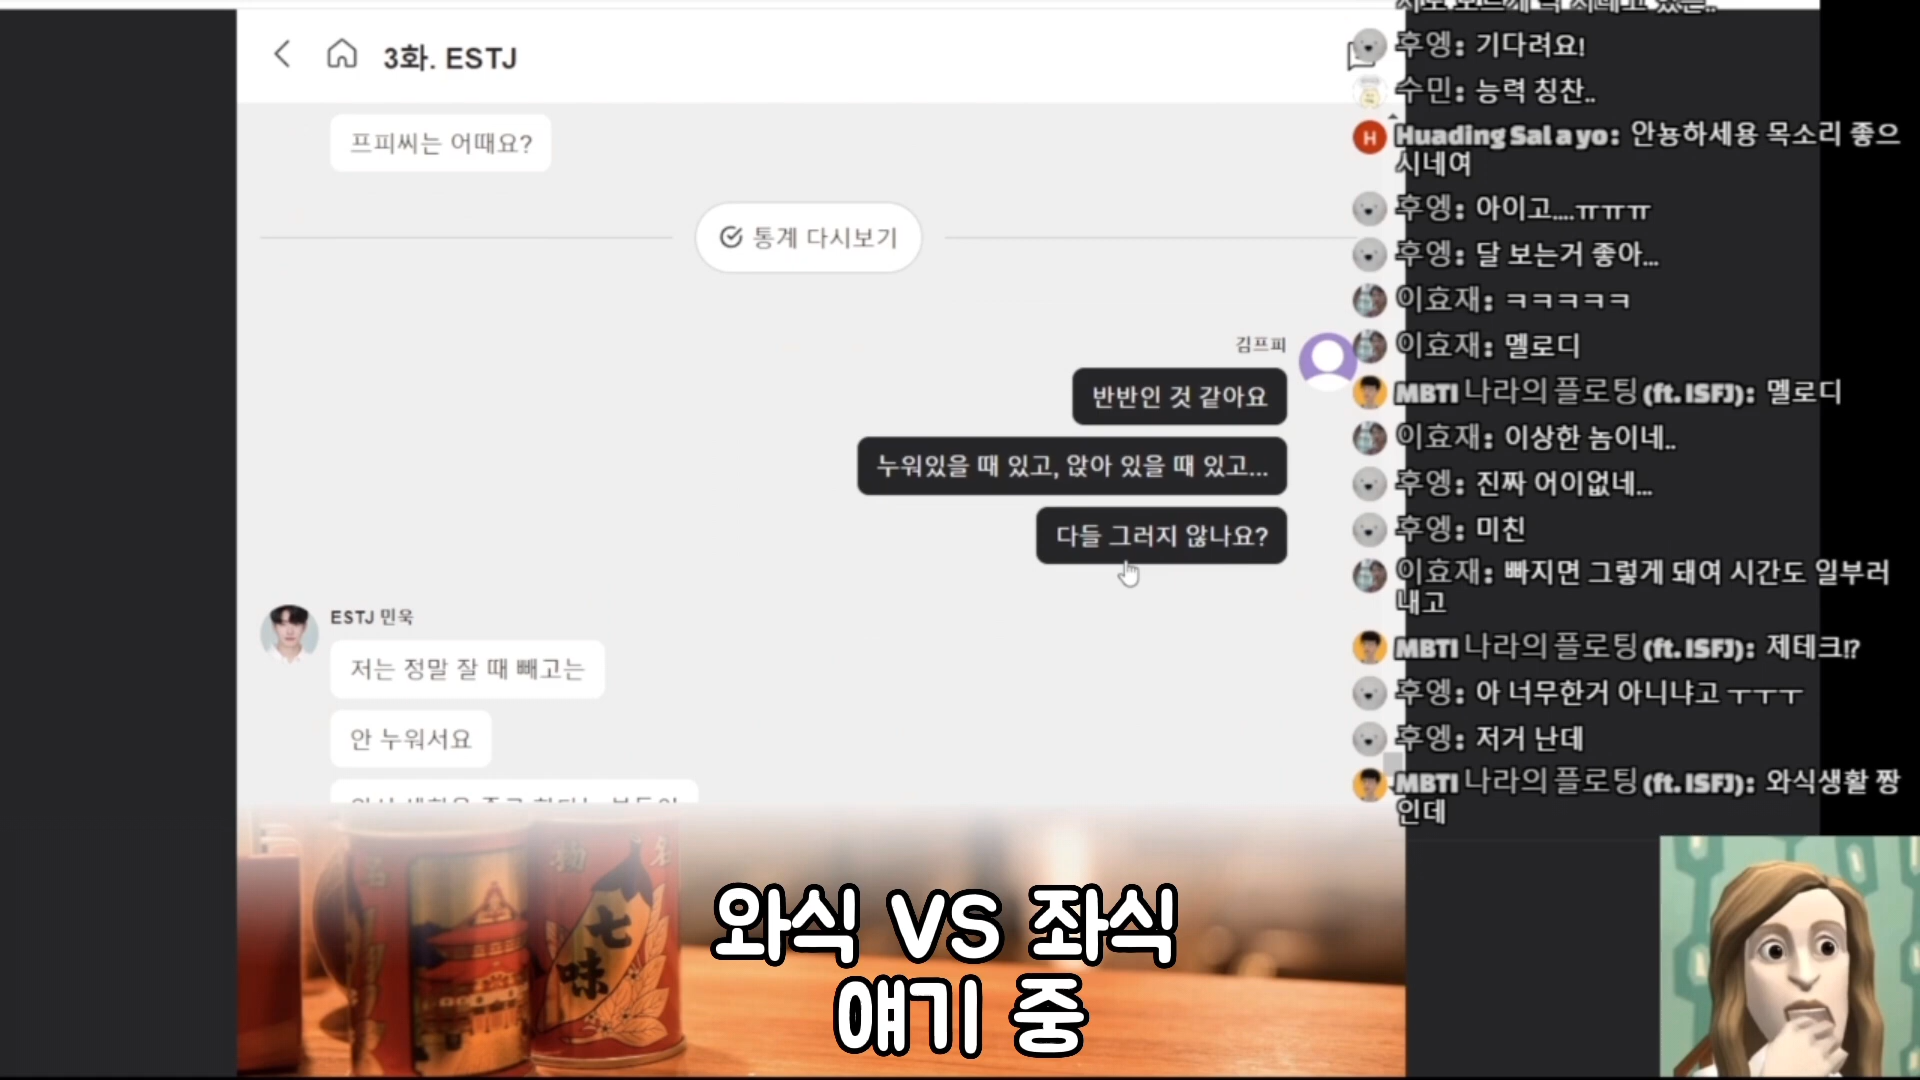 3화. ESTJ
프피씨는 어때요?
통계 다시보기
김프피
반반인 것 같아요
누워있을 때 있고, 앉아 있을 때 있고...
다들 그러지 않나요?
ESTJ 민욱
저는 정말 잘 때 빼고는
안 누워서요
七
味
와식 VS 좌식
얘기 중
후엥: 기다려요!
수민: 능력 칭찬..
H
Huading Sal a yo: 안뇽하세용 목소리 좋으
시네여
후엥: 아이고....ㅠㅠㅠ
후엥: 달 보는거 좋아...
이효재: ㅋㅋㅋㅋㅋ
이효재: 멜로디
MBTI 나라의 플로팅 (ft. ISFJ): 멜로디
이효재: 이상한 놈이네..
후엥: 진짜 어이없네...
후엥: 미친
이효재: 빠지면 그렇게 돼여 시간도 일부러
내고
MBTI 나라의 플로팅 (ft. ISFJ): 제테크!?
후엥: 아 너무한거 아니냐고 ㅜㅜㅜ
후엥: 저거 난데
MBTI 나라의 플로팅 (ft. ISFJ): 와식생활 짱
인데